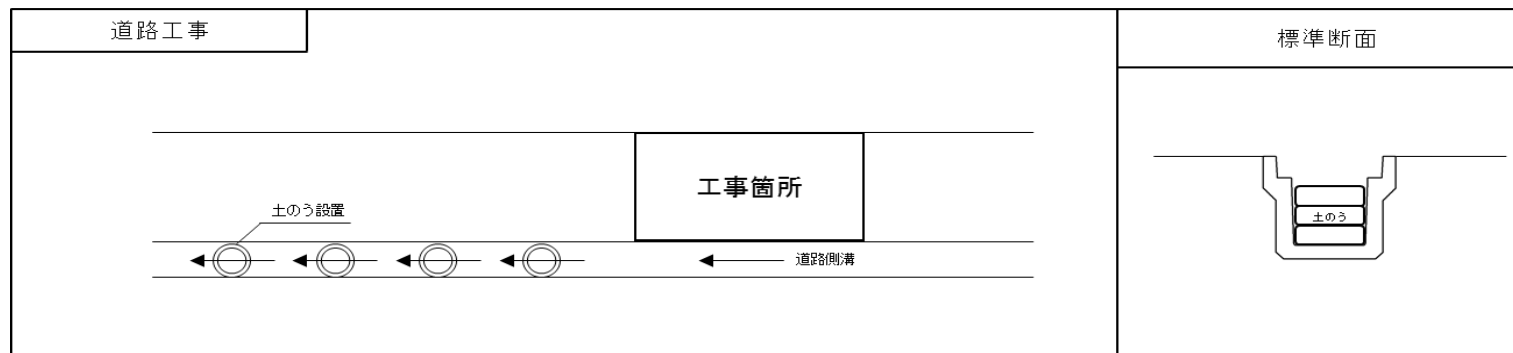 道路工事
標準断面
工事箇所
土のう設置
土のう
道路側溝